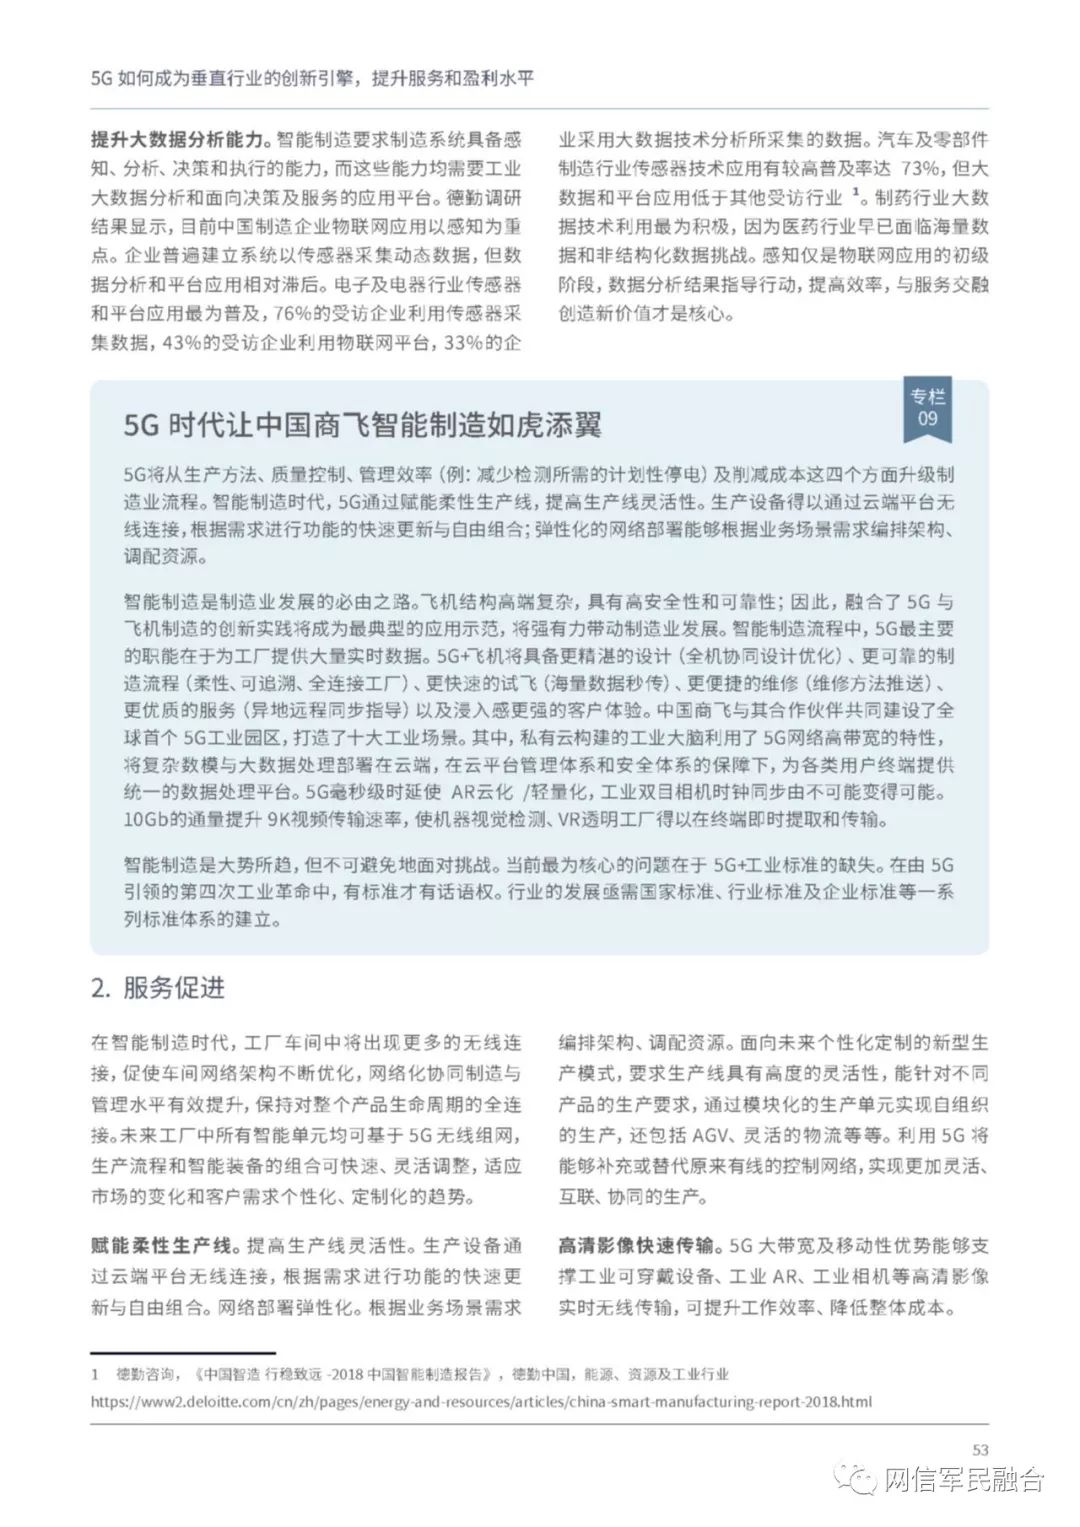 5G 如何成为垂直行业的创新引擎，提升服务和盈利水平
提升大数据分析能力。智能制造要求制造系统具备感
知、分析、决策和执行的能力，而这些能力均需要工业
大数据分析和面向决策及服务的应用平台。德勤调研
结果显示，目前中国制造企业物联网应用以感知为重
点。企业普遍建立系统以传感器采集动态数据，但数
据分析和平台应用相对滞后。电子及电器行业传感器
和平台应用最为普及，76%的受访企业利用传感器采
集数据，43%的受访企业利用物联网平台，33%的企
业采用大数据技术分析所采集的数据。汽车及零部件
制造行业传感器技术应用有较高普及率达 73%，但大
数据和平台应用低于其他受访行业 1。制药行业大数
据技术利用最为积极，因为医药行业早已面临海量数
据和非结构化数据挑战。感知仅是物联网应用的初级
阶段，数据分析结果指导行动，提高效率，与服务交融
创造新价值才是核心。
专栏
09
5G 时代让中国商飞智能制造如虎添翼
5G将从生产方法、质量控制、管理效率（例：减少检测所需的计划性停电）及削减成本这四个方面升级制
造业流程。智能制造时代，5G通过赋能柔性生产线，提高生产线灵活性。生产设备得以通过云端平台无
线连接，根据需求进行功能的快速更新与自由组合；弹性化的网络部署能够根据业务场景需求编排架构、
调配资源。
智能制造是制造业发展的必由之路。飞机结构高端复杂，具有高安全性和可靠性；因此，融合了 5G 与
飞机制造的创新实践将成为最典型的应用示范，将强有力带动制造业发展。智能制造流程中，5G最主要
的职能在于为工厂提供大量实时数据。5G+飞机将具备更精湛的设计（全机协同设计优化）、更可靠的制
造流程（柔性、可追溯、全连接工厂）、更快速的试飞（海量数据秒传）、更便捷的维修（维修方法推送）、
更优质的服务（异地远程同步指导）以及浸入感更强的客户体验。中国商飞与其合作伙伴共同建设了全
球首个 5G工业园区，打造了十大工业场景。其中，私有云构建的工业大脑利用了 5G网络高带宽的特性，
将复杂数模与大数据处理部署在云端，在云平台管理体系和安全体系的保障下，为各类用户终端提供
统一的数据处理平台。5G毫秒级时延使 AR云化 /轻量化，工业双目相机时钟同步由不可能变得可能。
10Gb的通量提升 9K视频传输速率，使机器视觉检测、VR透明工厂得以在终端即时提取和传输。
智能制造是大势所趋，但不可避免地面对挑战。当前最为核心的问题在于 5G+工业标准的缺失。在由 5G
引领的第四次工业革命中，有标准才有话语权。行业的发展亟需国家标准、行业标准及企业标准等一系
列标准体系的建立。
2. 服务促进
在智能制造时代，工厂车间中将出现更多的无线连
接，促使车间网络架构不断优化，网络化协同制造与
管理水平有效提升，保持对整个产品生命周期的全连
接。未来工厂中所有智能单元均可基于 5G 无线组网，
生产流程和智能装备的组合可快速、灵活调整，适应
市场的变化和客户需求个性化、定制化的趋势。
赋能柔性生产线。提高生产线灵活性。生产设备通
过云端平台无线连接，根据需求进行功能的快速更
新与自由组合。网络部署弹性化。根据业务场景需求
编排架构、调配资源。面向未来个性化定制的新型生
产模式，要求生产线具有高度的灵活性，能针对不同
产品的生产要求，通过模块化的生产单元实现自组织
的生产，还包括 AGV、灵活的物流等等。利用 5G 将
能够补充或替代原来有线的控制网络，实现更加灵活、
互联、协同的生产。
高清影像快速传输。5G 大带宽及移动性优势能够支
撑工业可穿戴设备、工业 AR、工业相机等高清影像
实时无线传输，可提升工作效率、降低整体成本。
1 德勤咨询，《中国智造 行稳致远 -2018 中国智能制造报告》，德勤中国，能源、资源及工业行业
https://www2.deloitte.com/cn/zh/pages/energy-and-resources/articles/china-smart-manufacturing-report-2018.html
53
网信军民融合